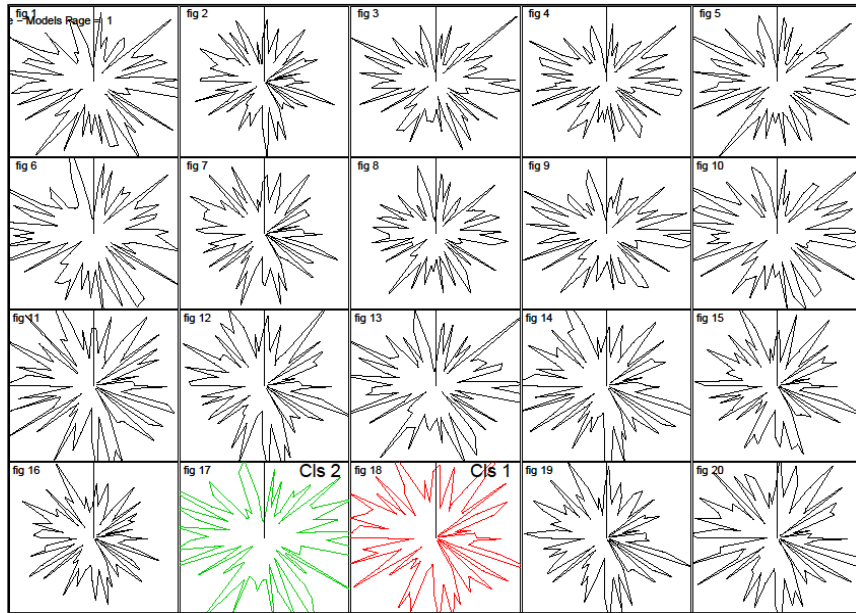 fig 1
e – Models Page = 1
fig 2
fig 3
fig 4
fig 5
fig 6
fig 7
fig 8
fig 9
fig 10
fig 11
fig 12
fig 13
fig 14
fig 15
fig 16
fig 17 Cls 2
fig 18 Cls 1
fig 19
fig 20